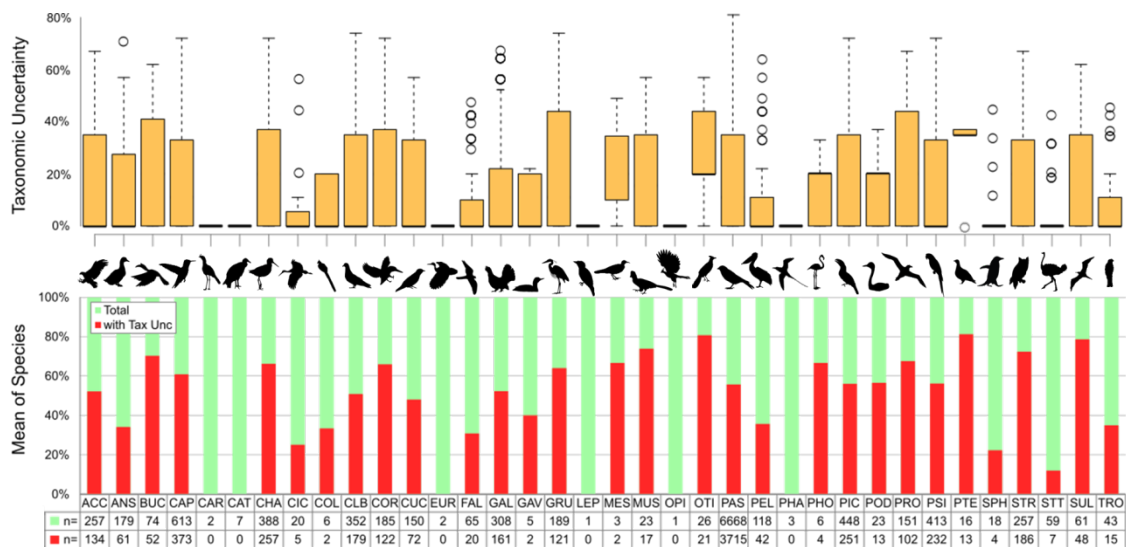 80%
60%
40%
20%
0%
Taxonomic Uncertainty
100%
80%
60%
40%
20%
0%
Mean of Species
Total
with Tax Unc
ACC ANS BUC CAP CAR CAT CHA CIC COL CLB COR CUC EUR FAL GAL GAV GRU LEP MES MUS OPI OTI PAS PEL PHA PHO PIC POD PRO PSI PTE SPH STR STT SUL TRO
n= 257 179 74 613 2 7 388 20 6 352 185 150 2 65 308 5 189 1 3 23 1 26 6668 118 3 6 448 23 151 413 16 18 257 59 61 43
n= 134 61 52 373 0 0 257 5 2 179 122 72 0 20 161 2 121 0 2 17 0 21 3715 42 0 4 251 13 102 232 13 4 186 7 48 15